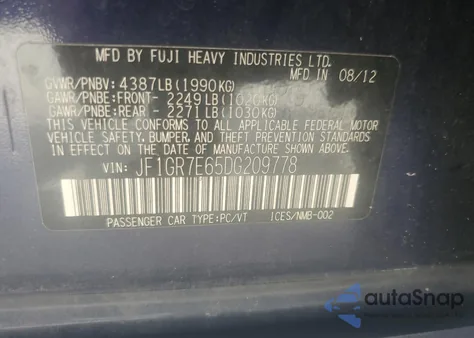 MFD BY FUJI HEAVY INDUSTRIES LTD.
MFD IN 08/12
GVWR/PNBV: 4387LB (1990KG)
GAWR/PNBE:FRONT- 2249LB (1020KG)
GAWR/PNBE:REAR - 2271LB (1030KG)
THIS VEHICLE CONFORMS TO ALL APPLICABLE FEDERAL MOTOR
VEHICLE SAFETY, BUMPER, AND THEFT PREVENTION STANDARDS
IN EFFECT ON THE DATE OF MANUFACTURE SHOWN ABOVE.
VIN: JF1GR7E65DG209778
PASSENGER CAR TYPE:PC/VT ICES/NMB-002
autoSnap